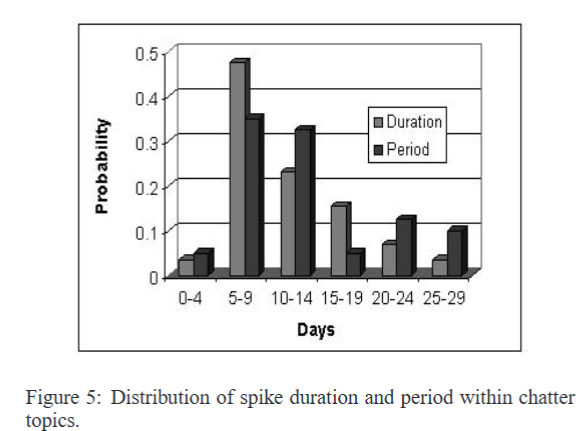 0.5
0.4
0.3
0.2
0.1
0
Probability
Duration
Period
0-4 5-9 10-14 15-19 20-24 25-29
Days
Figure 5: Distribution of spike duration and period within chatter
topics.